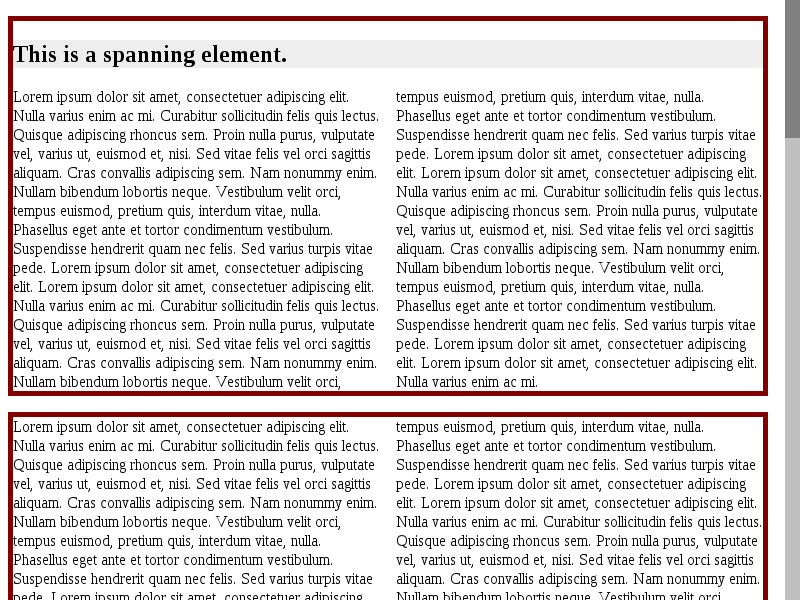 This is a spanning element.
Lorem ipsum dolor sit amet, consectetuer adipiscing elit.
Nulla varius enim ac mi. Curabitur sollicitudin felis quis lectus.
Quisque adipiscing rhoncus sem. Proin nulla purus, vulputate
vel, varius ut, euismod et, nisi. Sed vitae felis vel orci sagittis
aliquam. Cras convallis adipiscing sem. Nam nonummy enim.
Nullam bibendum lobortis neque. Vestibulum velit orci,
tempus euismod, pretium quis, interdum vitae, nulla.
Phasellus eget ante et tortor condimentum vestibulum.
Suspendisse hendrerit quam nec felis. Sed varius turpis vitae
pede. Lorem ipsum dolor sit amet, consectetuer adipiscing
elit. Lorem ipsum dolor sit amet, consectetuer adipiscing elit.
Nulla varius enim ac mi. Curabitur sollicitudin felis quis lectus.
Quisque adipiscing rhoncus sem. Proin nulla purus, vulputate
vel, varius ut, euismod et, nisi. Sed vitae felis vel orci sagittis
aliquam. Cras convallis adipiscing sem. Nam nonummy enim.
Nullam bibendum lobortis neque. Vestibulum velit orci,
tempus euismod, pretium quis, interdum vitae, nulla.
Phasellus eget ante et tortor condimentum vestibulum.
Suspendisse hendrerit quam nec felis. Sed varius turpis vitae
pede. Lorem ipsum dolor sit amet, consectetuer adipiscing
elit. Lorem ipsum dolor sit amet, consectetuer adipiscing elit.
Nulla varius enim ac mi. Curabitur sollicitudin felis quis lectus.
Quisque adipiscing rhoncus sem. Proin nulla purus, vulputate
vel, varius ut, euismod et, nisi. Sed vitae felis vel orci sagittis
aliquam. Cras convallis adipiscing sem. Nam nonummy enim.
Nullam bibendum lobortis neque. Vestibulum velit orci,
tempus euismod, pretium quis, interdum vitae, nulla.
Phasellus eget ante et tortor condimentum vestibulum.
Suspendisse hendrerit quam nec felis. Sed varius turpis vitae
pede. Lorem ipsum dolor sit amet, consectetuer adipiscing
elit. Lorem ipsum dolor sit amet, consectetuer adipiscing elit.
Nulla varius enim ac mi.
Lorem ipsum dolor sit amet, consectetuer adipiscing elit.
Nulla varius enim ac mi. Curabitur sollicitudin felis quis lectus.
Quisque adipiscing rhoncus sem. Proin nulla purus, vulputate
vel, varius ut, euismod et, nisi. Sed vitae felis vel orci sagittis
aliquam. Cras convallis adipiscing sem. Nam nonummy enim.
Nullam bibendum lobortis neque. Vestibulum velit orci,
tempus euismod, pretium quis, interdum vitae, nulla.
Phasellus eget ante et tortor condimentum vestibulum.
Suspendisse hendrerit quam nec felis. Sed varius turpis vitae
pede. Lorem ipsum dolor sit amet, consectetuer adipiscing
tempus euismod, pretium quis, interdum vitae, nulla.
Phasellus eget ante et tortor condimentum vestibulum.
Suspendisse hendrerit quam nec felis. Sed varius turpis vitae
pede. Lorem ipsum dolor sit amet, consectetuer adipiscing
elit. Lorem ipsum dolor sit amet, consectetuer adipiscing elit.
Nulla varius enim ac mi. Curabitur sollicitudin felis quis lectus.
Quisque adipiscing rhoncus sem. Proin nulla purus, vulputate
vel, varius ut, euismod et, nisi. Sed vitae felis vel orci sagittis
aliquam. Cras convallis adipiscing sem. Nam nonummy enim.
Nullam bibendum lobortis neque. Vestibulum velit orci,